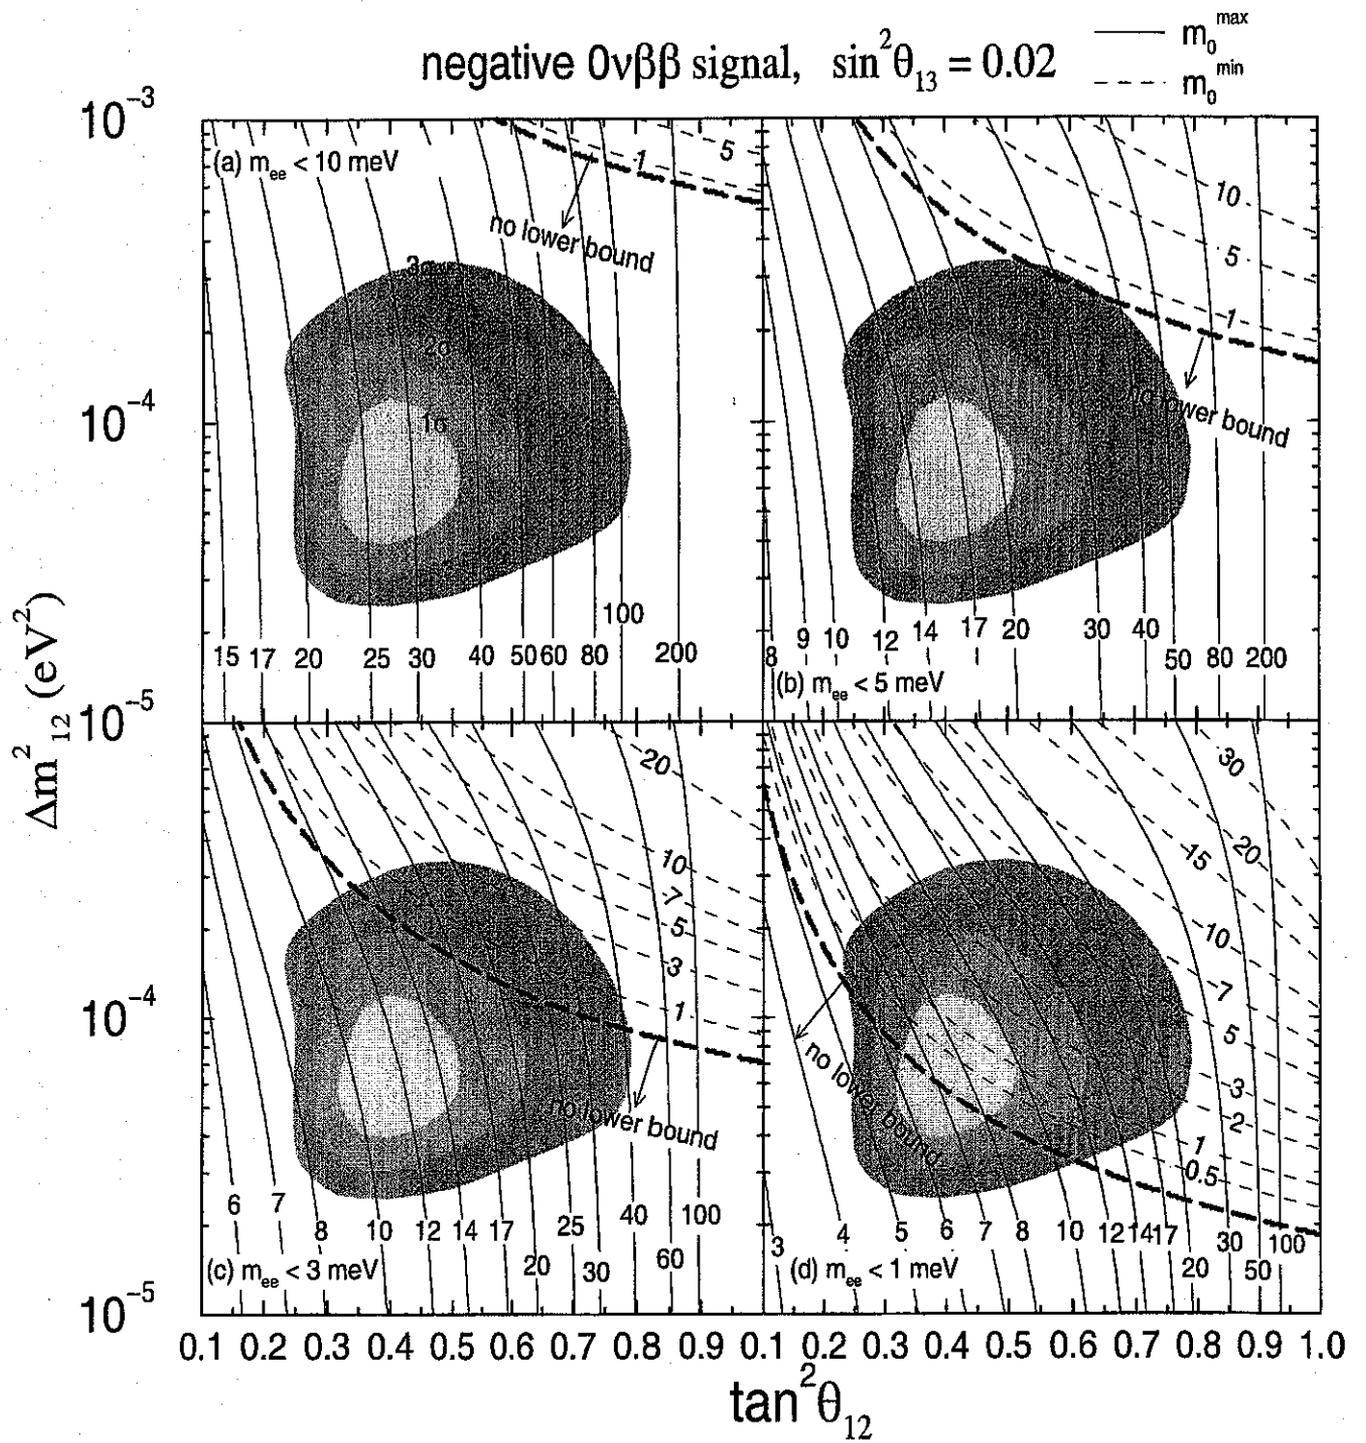 negative 0νββ signal, sin²θ₁₃ = 0.02
m₀ᵐᵃˣ
m₀ᵐⁱⁿ
10⁻³
(a) mₑₑ < 10 meV
1
5
no lower bound
3σ
2σ
1σ
10⁻⁴
100
15 17 20 25 30 40 50 60 80 200
10
5
1
no lower bound
8 9 10 12 14 17 20 30 40 50 80 200
(b) mₑₑ < 5 meV
10⁻⁵
Δm²₁₂ (eV²)
20
10
7
5
3
1
no lower bound
10⁻⁴
6 7 8 10 12 14 17 20 25 30 40 60 100
(c) mₑₑ < 3 meV
30
20
15
10
7
5
3
2
1
0.5
no lower bound
3 4 5 6 7 8 10 12 14 17 20 30 50 100
(d) mₑₑ < 1 meV
10⁻⁵
0.1 0.2 0.3 0.4 0.5 0.6 0.7 0.8 0.9 0.1 0.2 0.3 0.4 0.5 0.6 0.7 0.8 0.9 1.0
tan²θ₁₂